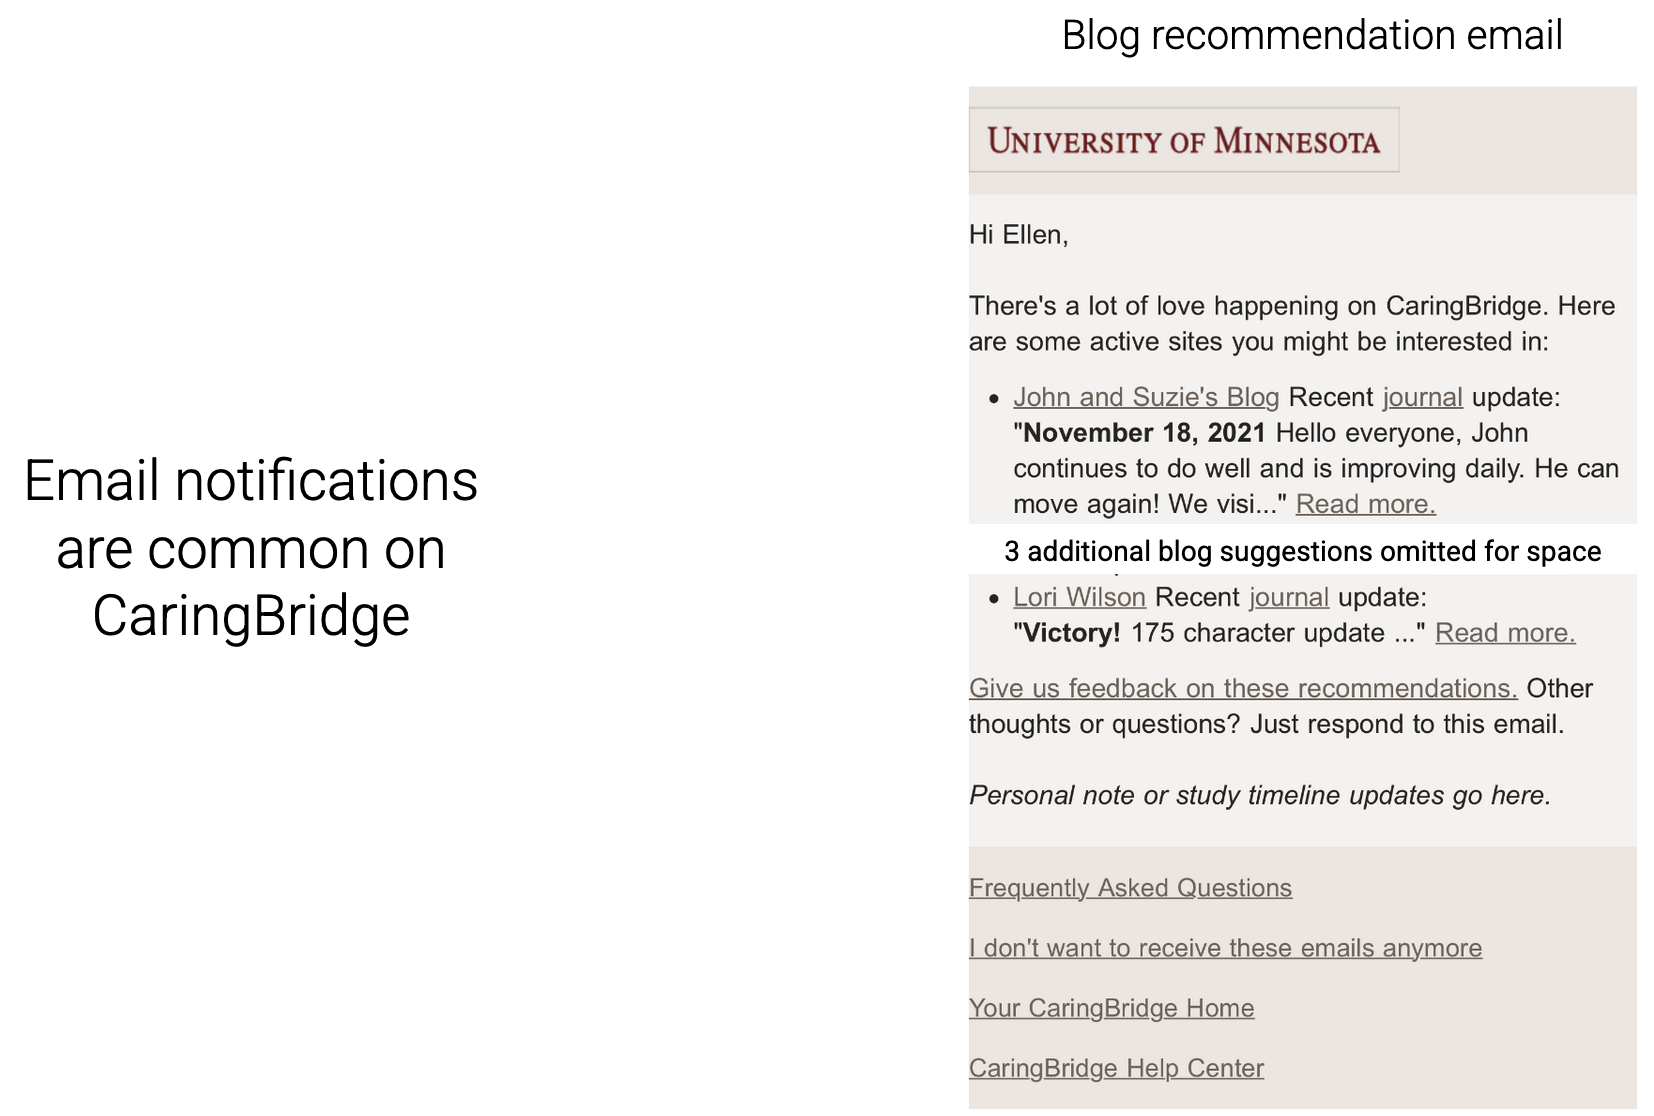 Blog recommendation email
UNIVERSITY OF MINNESOTA
Hi Ellen,
There's a lot of love happening on CaringBridge. Here
are some active sites you might be interested in:
• John and Suzie's Blog Recent journal update:
"November 18, 2021 Hello everyone, John
continues to do well and is improving daily. He can
move again! We visi..." Read more.
3 additional blog suggestions omitted for space
• Lori Wilson Recent journal update:
"Victory! 175 character update ..." Read more.
Give us feedback on these recommendations. Other
thoughts or questions? Just respond to this email.
Personal note or study timeline updates go here.
Frequently Asked Questions
I don't want to receive these emails anymore
Your CaringBridge Home
CaringBridge Help Center
Email notifications
are common on
CaringBridge